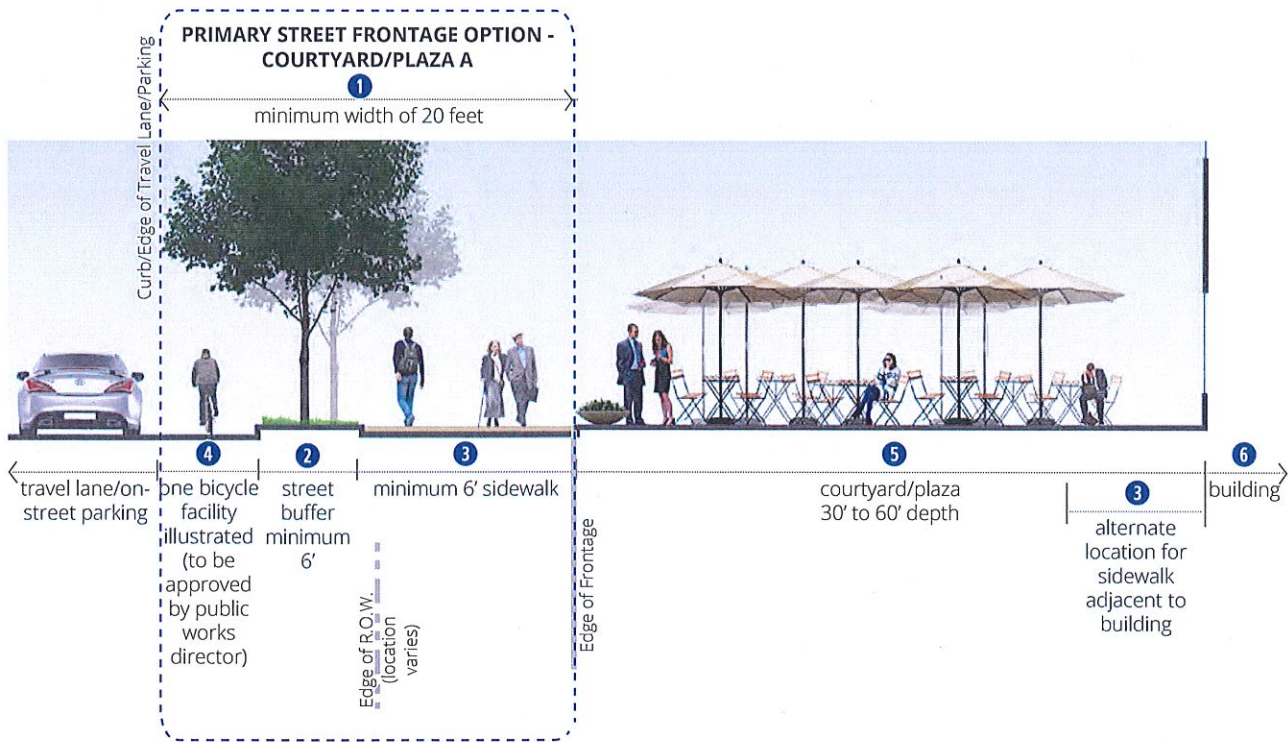 PRIMARY STREET FRONTAGE OPTION -
COURTYARD/PLAZA A
1
minimum width of 20 feet
Curb/Edge of Travel Lane/Parking
4
2
3
5
6
travel lane/on-
street parking
one bicycle
facility
illustrated
(to be
approved
by public
works
director)
street
buffer
minimum
6'
minimum 6' sidewalk
Edge of R.O.W.
(location
varies)
Edge of Frontage
courtyard/plaza
30' to 60' depth
3
alternate
location for
sidewalk
adjacent to
building
building